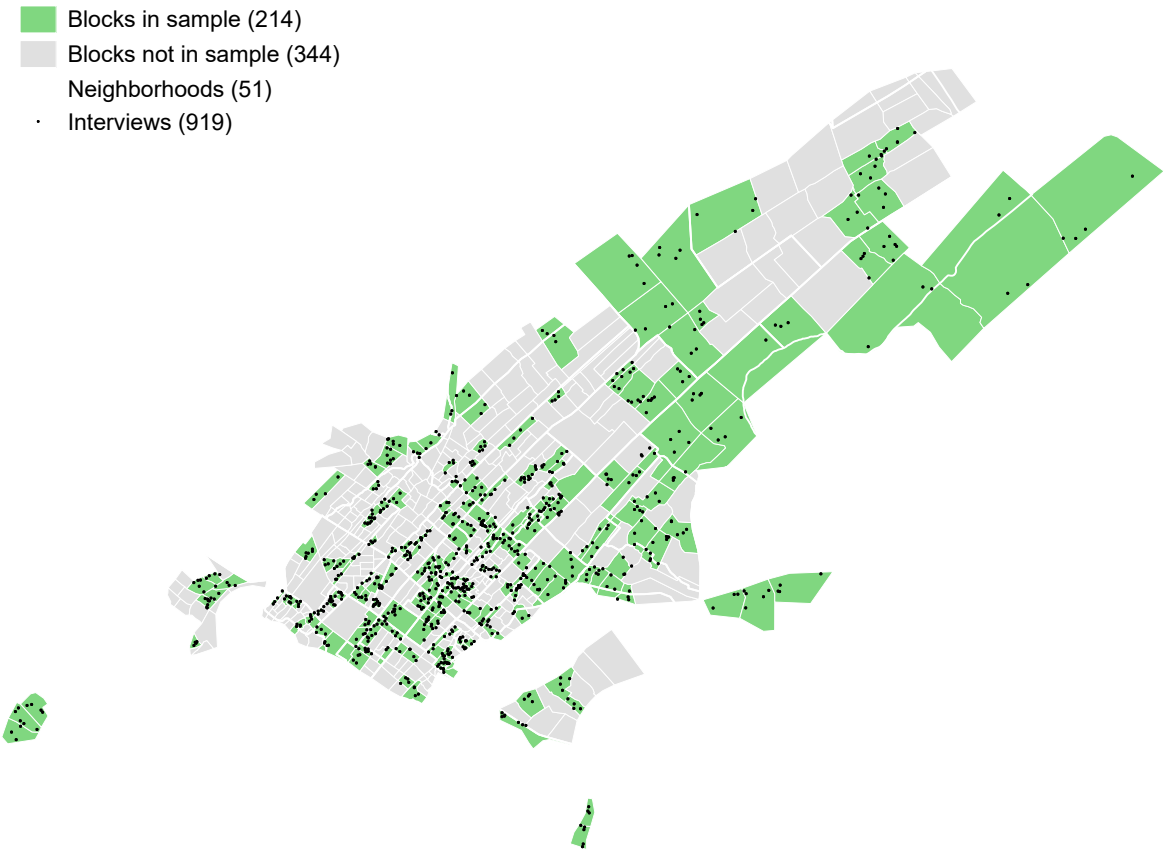 Blocks in sample (214)
Blocks not in sample (344)
Neighborhoods (51)
Interviews (919)